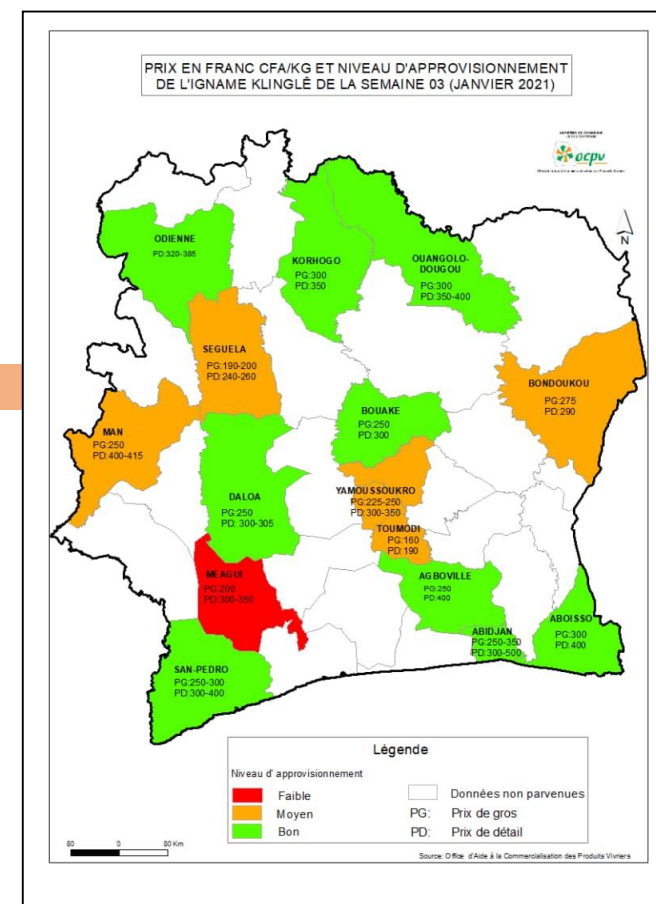 PRIX EN FRANC CFA/KG ET NIVEAU D'APPROVISIONNEMENT
DE L'IGNAME KLINGLÊ DE LA SEMAINE 03 (JANVIER 2021)
ocpv
N
ODIENNE
PD:320-385
KORHOGO
PG:300
PD:350
OUANGOLO-
DOUGOU
PG:300
PD:350-400
SEGUELA
PG:190-200
PD:240-260
BONDOUKOU
PG:275
PD:290
MAN
PG:250
PD:400-415
BOUAKE
PG:250
PD:300
DALOA
PG:250
PD: 300-305
YAMOUSSOUKRO
PG:225-250
PD:300-350
TOUMODI
PG:160
PD:190
MEAGUI
PG:200
PD:300-350
AGBOVILLE
PG:250
PD:400
ABOISSO
PG:300
PD:400
ABIDJAN
PG:250-350
PD:300-500
SAN-PEDRO
PG:250-300
PD:300-400
Légende
Niveau d' approvisionnement
Faible
Moyen
Bon
Données non parvenues
PG: Prix de gros
PD: Prix de détail
80 0 80 Km
Source: Office d'Aide à la Commercialisation des Produits Vivriers